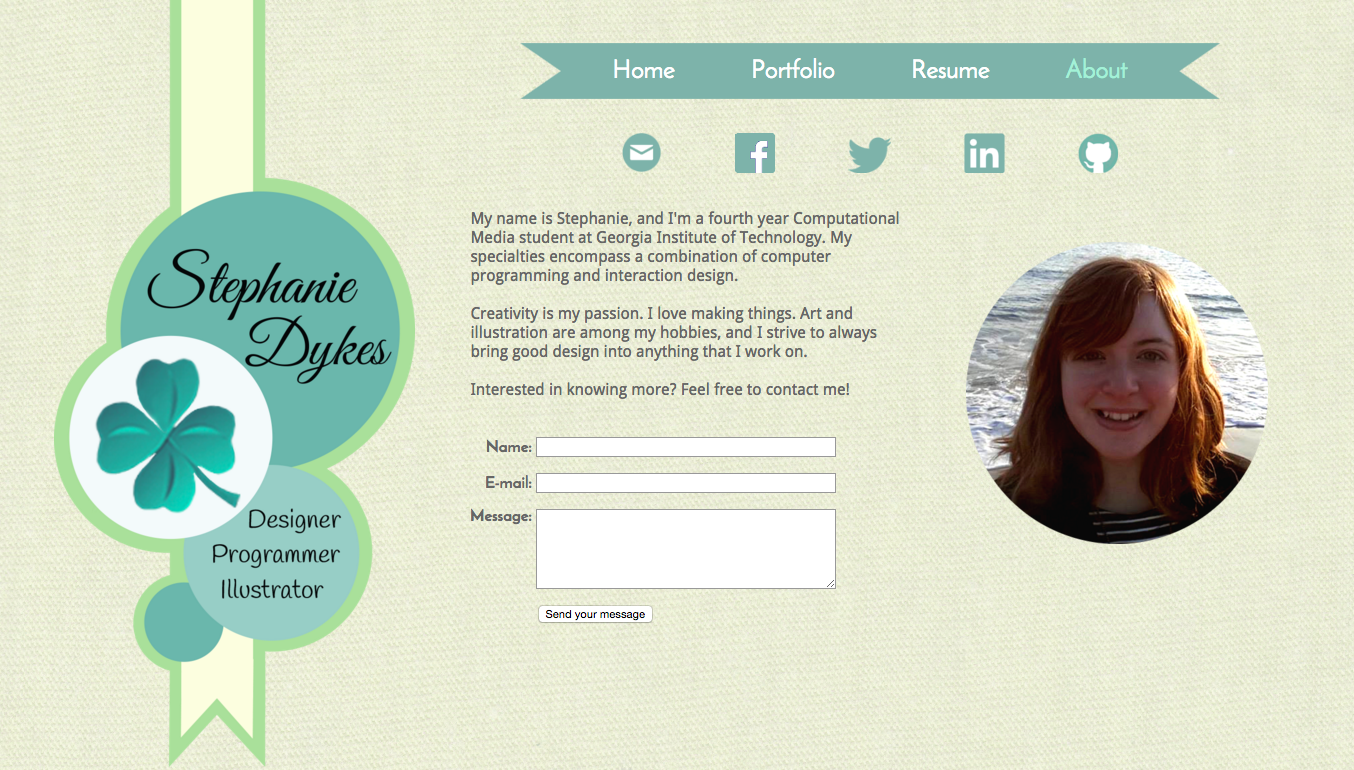 Home Portfolio Resume About
Stephanie
Dykes
Designer
Programmer
Illustrator
My name is Stephanie, and I'm a fourth year Computational
Media student at Georgia Institute of Technology. My
specialties encompass a combination of computer
programming and interaction design.
Creativity is my passion. I love making things. Art and
illustration are among my hobbies, and I strive to always
bring good design into anything that I work on.
Interested in knowing more? Feel free to contact me!
Name:
E-mail:
Message:
Send your message